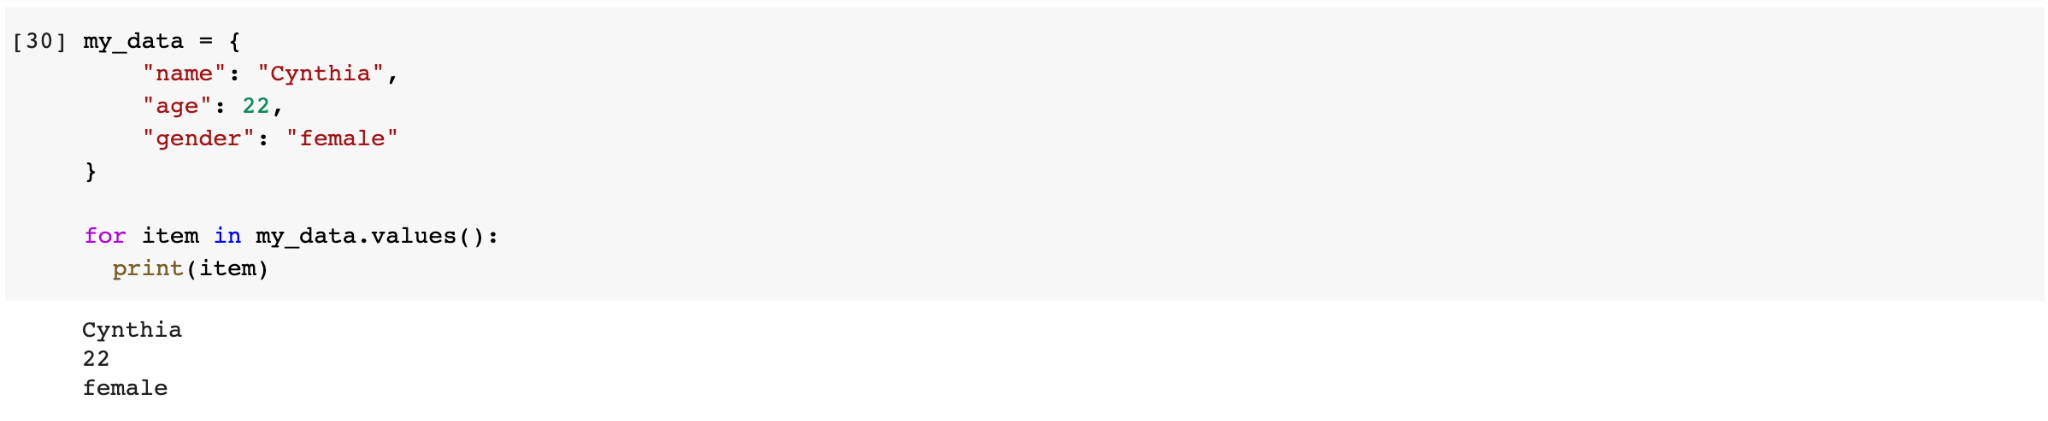 [30] my_data = {
"name": "Cynthia",
"age": 22,
"gender": "female"
}
for item in my_data.values():
print(item)
Cynthia
22
female